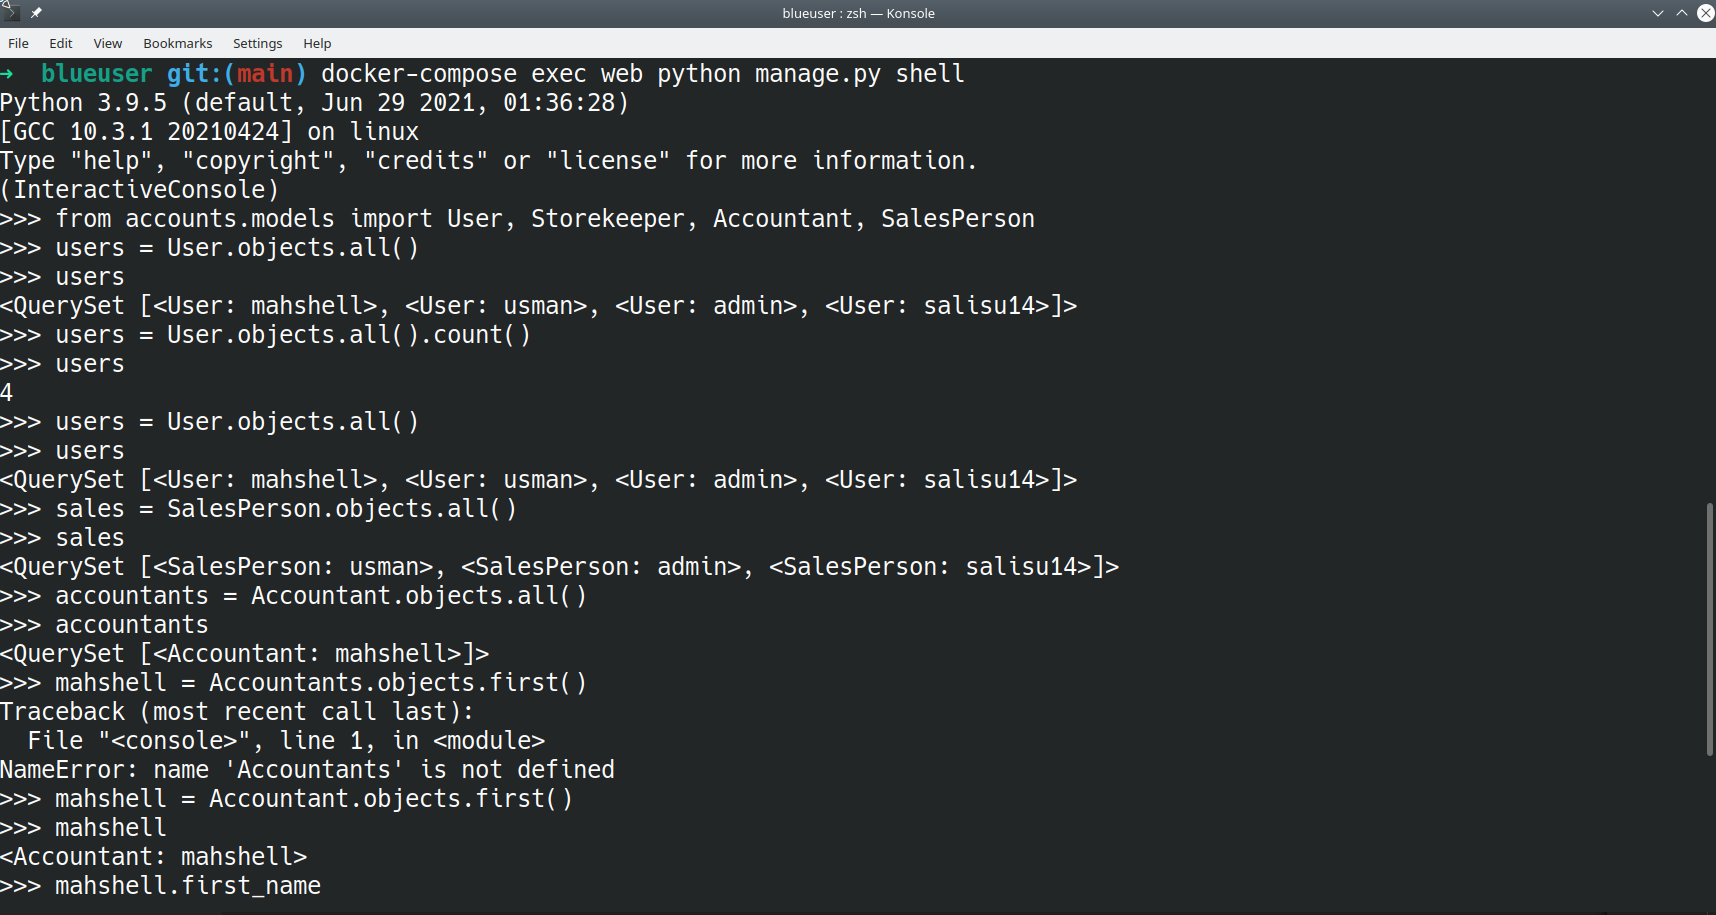 blueuser : zsh — Konsole
File Edit View Bookmarks Settings Help
➜ blueuser git:(main) docker-compose exec web python manage.py shell
Python 3.9.5 (default, Jun 29 2021, 01:36:28)
[GCC 10.3.1 20210424] on linux
Type "help", "copyright", "credits" or "license" for more information.
(InteractiveConsole)
>>> from accounts.models import User, Storekeeper, Accountant, SalesPerson
>>> users = User.objects.all()
>>> users
<QuerySet [<User: mahshell>, <User: usman>, <User: admin>, <User: salisu14>]>
>>> users = User.objects.all().count()
>>> users
4
>>> users = User.objects.all()
>>> users
<QuerySet [<User: mahshell>, <User: usman>, <User: admin>, <User: salisu14>]>
>>> sales = SalesPerson.objects.all()
>>> sales
<QuerySet [<SalesPerson: usman>, <SalesPerson: admin>, <SalesPerson: salisu14>]>
>>> accountants = Accountant.objects.all()
>>> accountants
<QuerySet [<Accountant: mahshell>]>
>>> mahshell = Accountants.objects.first()
Traceback (most recent call last):
  File "<console>", line 1, in <module>
NameError: name 'Accountants' is not defined
>>> mahshell = Accountant.objects.first()
>>> mahshell
<Accountant: mahshell>
>>> mahshell.first_name